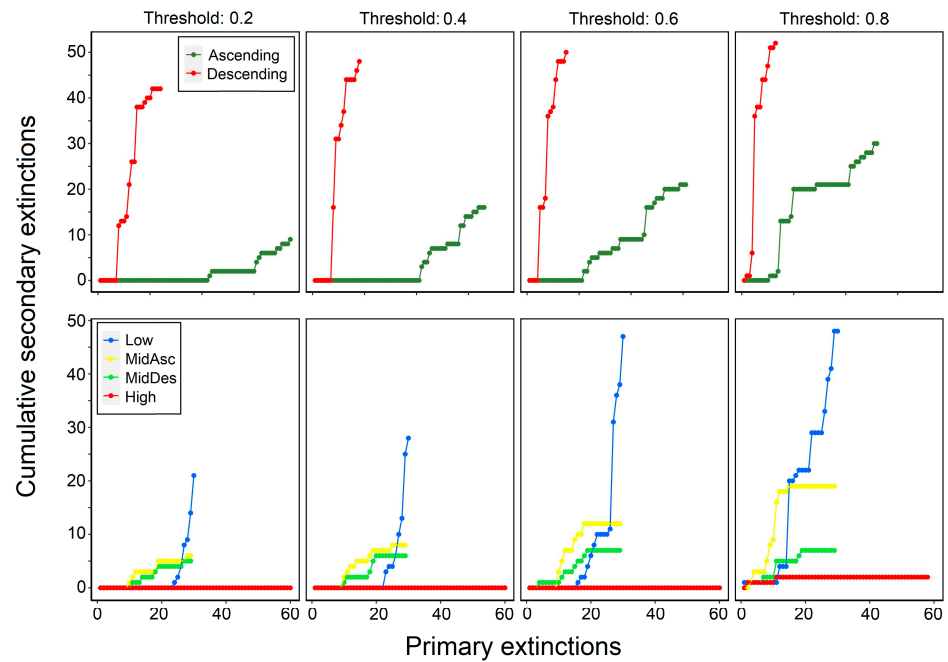 Threshold: 0.2 Threshold: 0.4 Threshold: 0.6 Threshold: 0.8
Cumulative secondary extinctions
50
40
30
20
10
0
Ascending
Descending
50
40
30
20
10
0
Low
MidAsc
MidDes
High
0 20 40 60 0 20 40 60 0 20 40 60 0 20 40 60
Primary extinctions